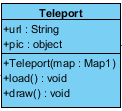 Teleport
+url : String
+pic : object
+Teleport(map : Map1)
+load() : void
+draw() : void